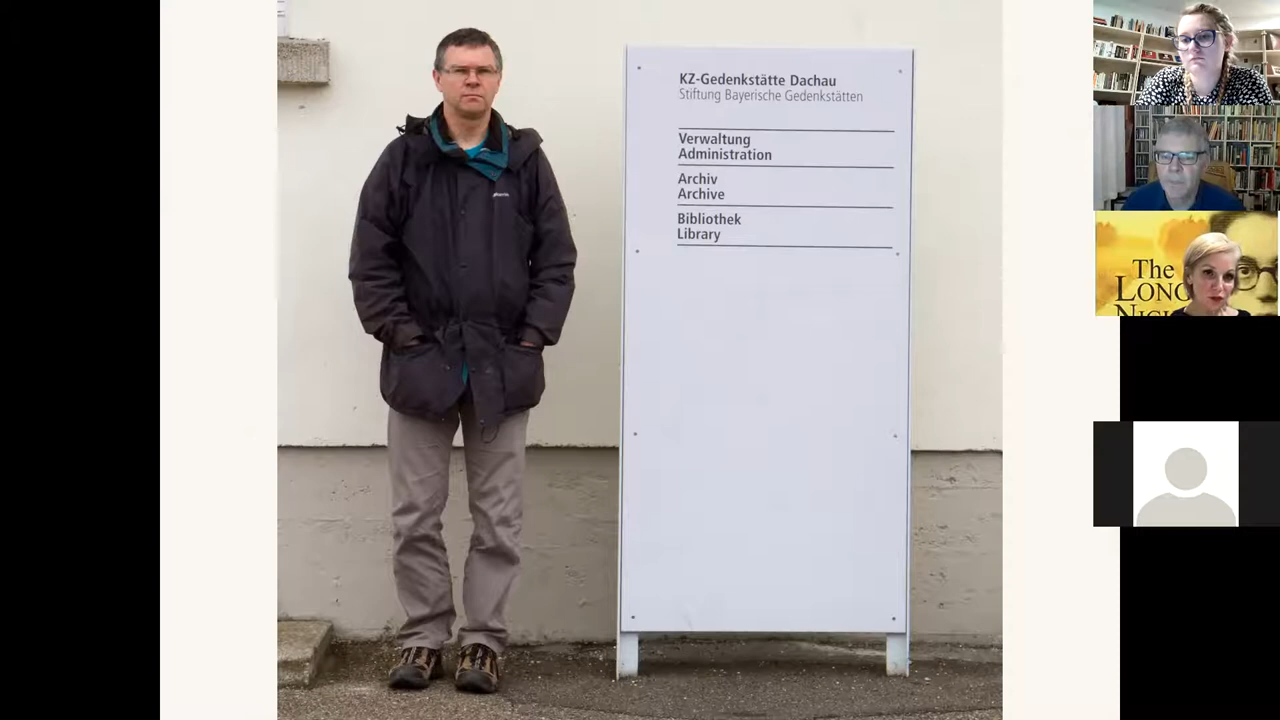 KZ-Gedenkstätte Dachau
Stiftung Bayerische Gedenkstätten
Verwaltung
Administration
Archiv
Archive
Bibliothek
Library
The
LONG